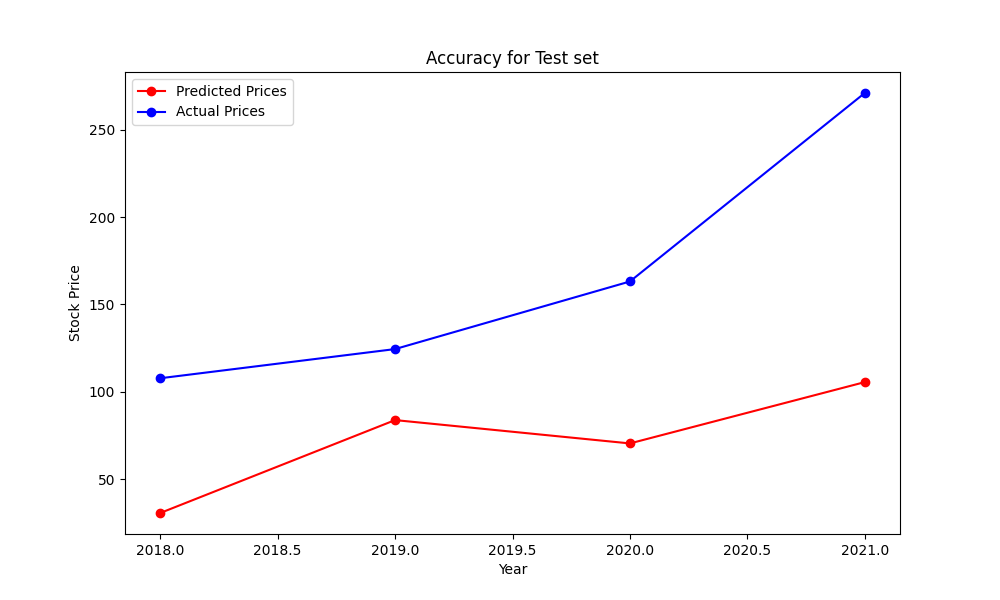 Accuracy for Test set
Predicted Prices
Actual Prices
250
200
150
100
50
Stock Price
2018.0 2018.5 2019.0 2019.5 2020.0 2020.5 2021.0
Year